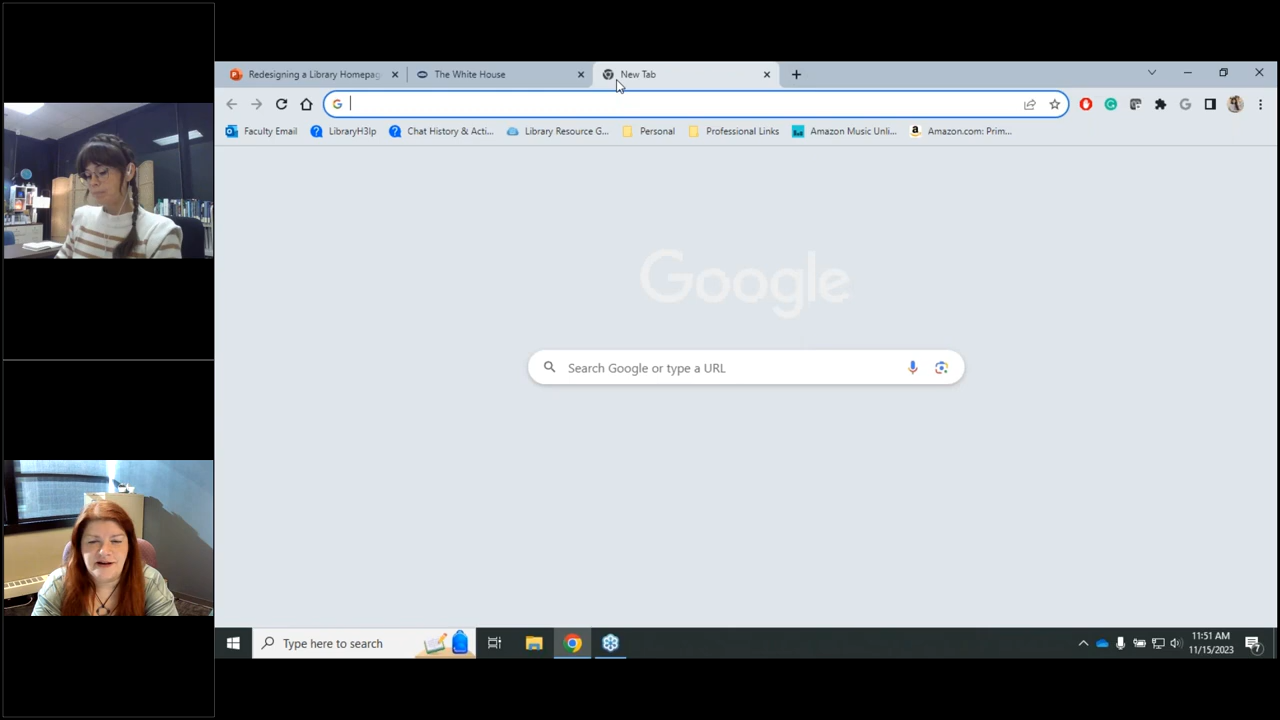 Redesigning a Library Homepag
The White House
New Tab
Faculty Email
LibraryH3lp
Chat History & Acti...
Library Resource G...
Personal
Professional Links
Amazon Music Unli...
Amazon.com: Prim...
Google
Search Google or type a URL
Type here to search
11:51 AM
11/15/2023
7